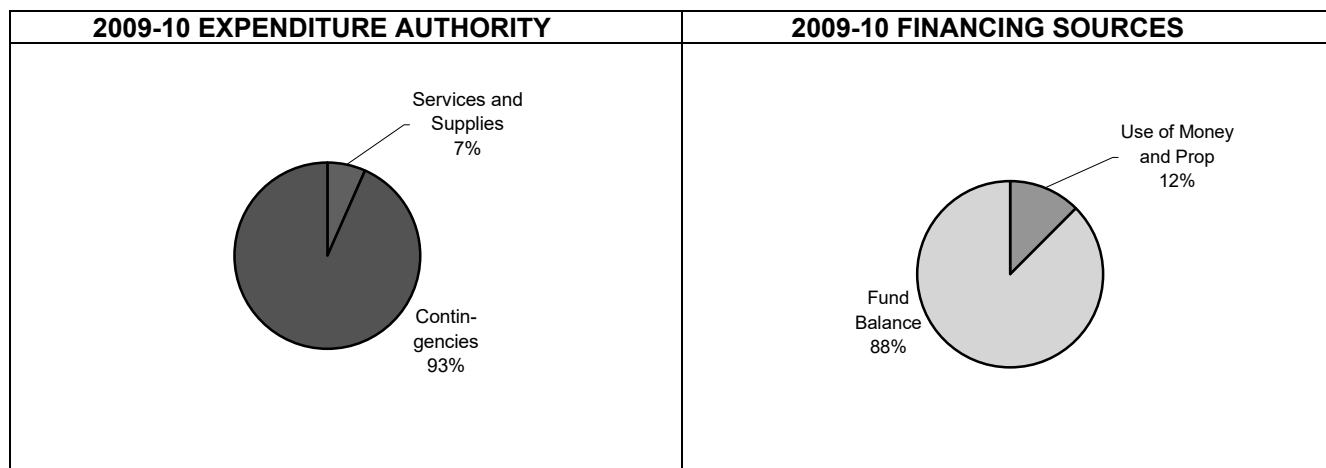 2009-10 EXPENDITURE AUTHORITY
Services and
Supplies
7%
Contin-
gencies
93%
2009-10 FINANCING SOURCES
Use of Money
and Prop
12%
Fund
Balance
88%